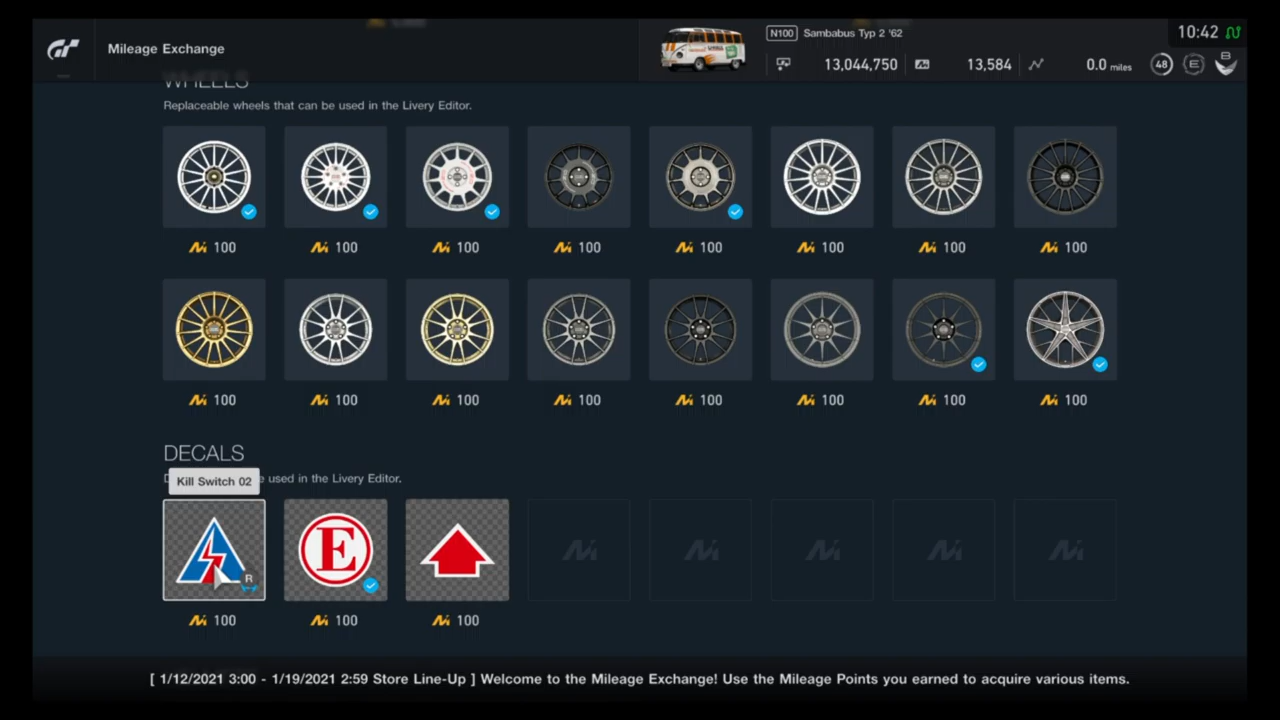 Mileage Exchange
N100 Sambabus Typ 2 '62
10:42
13,044,750 13,584 0.0 miles 48 E B
WHEELS
Replaceable wheels that can be used in the Livery Editor.
100 100 100 100 100 100 100 100
100 100 100 100 100 100 100 100
DECALS
used in the Livery Editor.
Kill Switch 02
R
E
100 100 100
[ 1/12/2021 3:00 - 1/19/2021 2:59 Store Line-Up ] Welcome to the Mileage Exchange! Use the Mileage Points you earned to acquire various items.